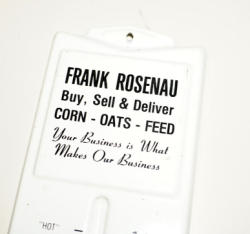 FRANK ROSENAU
Buy, Sell & Deliver
CORN - OATS - FEED
Your Business is What
Makes Our Business
"HOT"